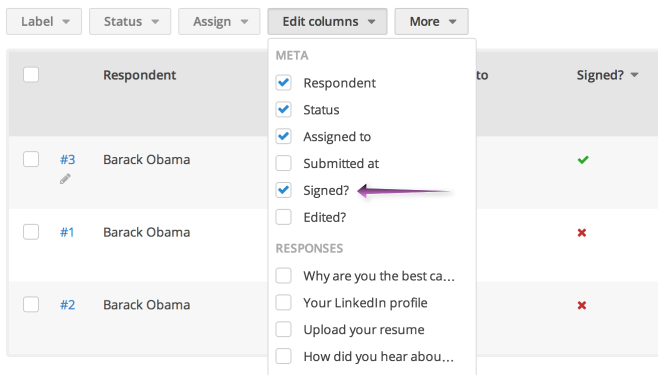 Label Status Assign Edit columns More
META
Respondent to Signed?
Respondent
Status
Assigned to
#3 Barack Obama
Submitted at
Signed?
Edited?
#1 Barack Obama
RESPONSES
Why are you the best ca...
#2 Barack Obama
Your LinkedIn profile
Upload your resume
How did you hear abou...